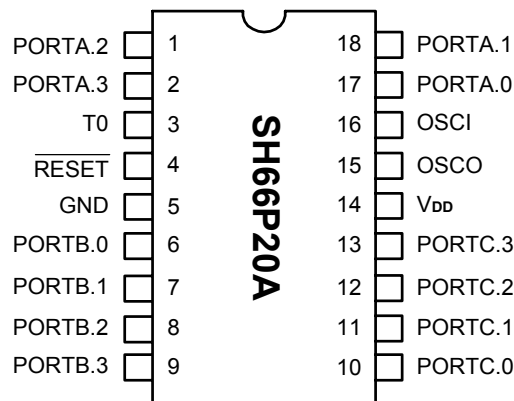 PORTA.2 1 18 PORTA.1
PORTA.3 2 17 PORTA.0
T0 3 16 OSCI
RESET 4 15 OSCO
GND 5 14 VDD
PORTB.0 6 13 PORTC.3
PORTB.1 7 12 PORTC.2
PORTB.2 8 11 PORTC.1
PORTB.3 9 10 PORTC.0
SH66P20A